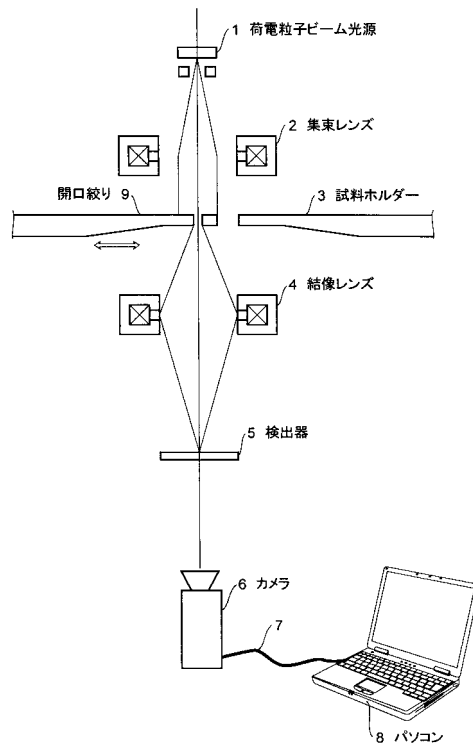 1 荷電粒子ビーム光源
2 集束レンズ
開口絞り 9
3 試料ホルダー
4 結像レンズ
5 検出器
6 カメラ
7
8 パソコン